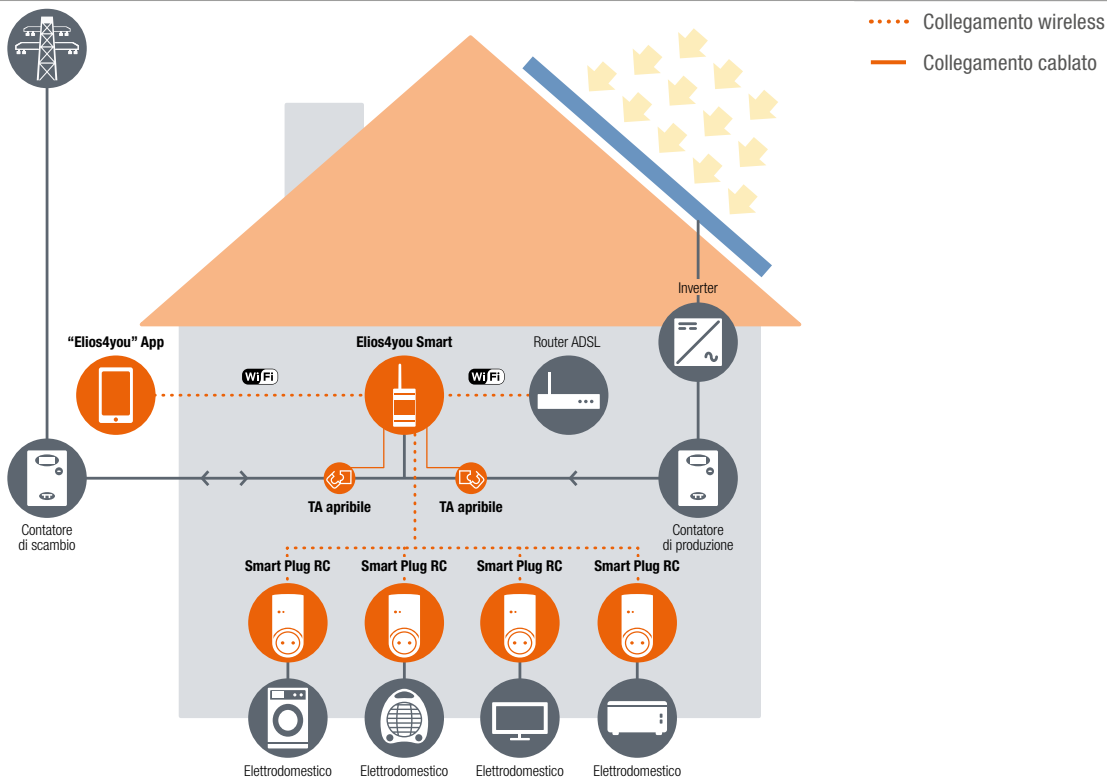 Collegamento wireless
Collegamento cablato
Inverter
“Elios4you” App
Elios4you Smart
Router ADSL
WiFi
WiFi
TA apribile
TA apribile
Contatore
di scambio
Contatore
di produzione
Smart Plug RC
Smart Plug RC
Smart Plug RC
Smart Plug RC
Elettrodomestico
Elettrodomestico
Elettrodomestico
Elettrodomestico